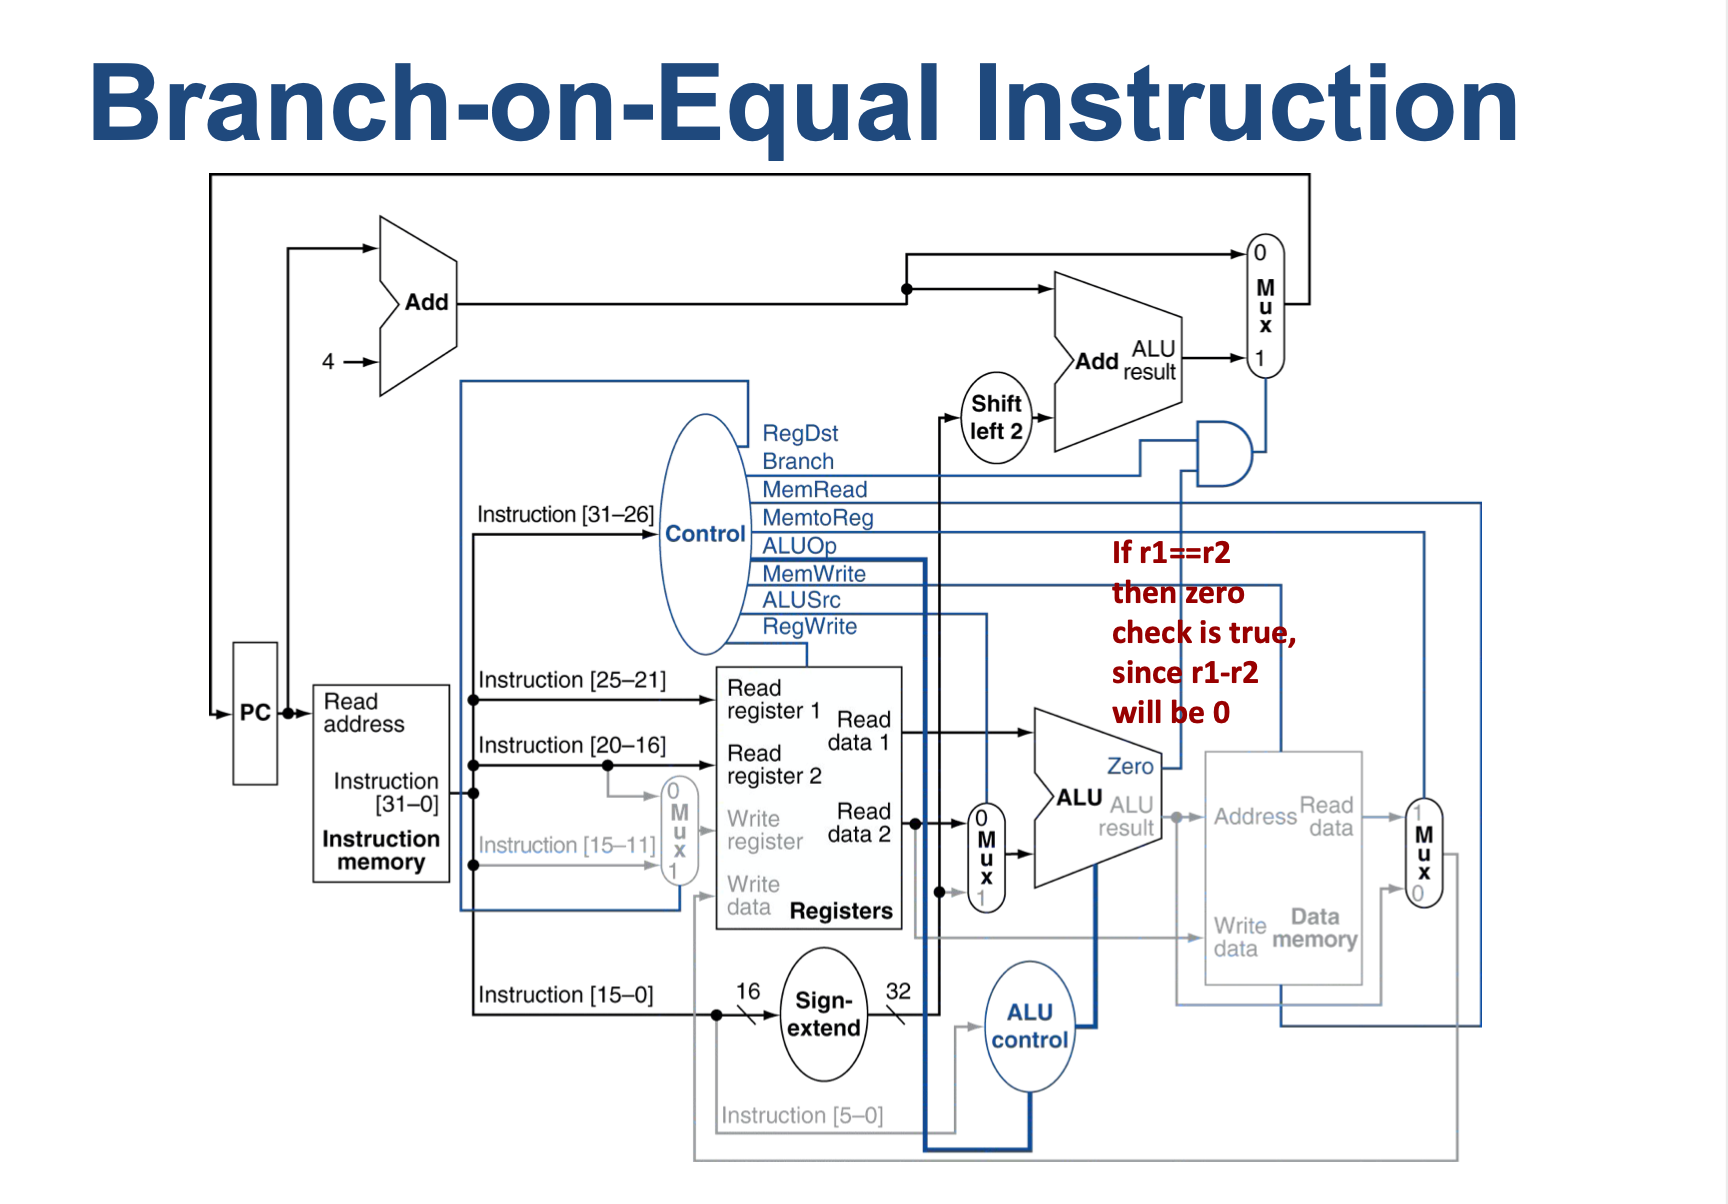 Branch-on-Equal Instruction
Add
4
0
M
u
x
1
Add
ALU
result
Shift
left 2
RegDst
Branch
MemRead
MemtoReg
ALUOp
MemWrite
ALUSrc
RegWrite
Control
Instruction [31–26]
If r1==r2
then zero
check is true,
since r1-r2
will be 0
PC
Read
address
Instruction
[31–0]
Instruction
memory
Instruction [25–21]
Instruction [20–16]
Instruction [15–11]
0
M
u
x
1
Read
register 1
Read
register 2
Write
register
Write
data
Read
data 1
Read
data 2
Registers
0
M
u
x
1
Zero
ALU
ALU
result
Address
Read
data
Write
data
Data
memory
1
M
u
x
0
Instruction [15–0]
16
Sign-
extend
32
ALU
control
Instruction [5–0]